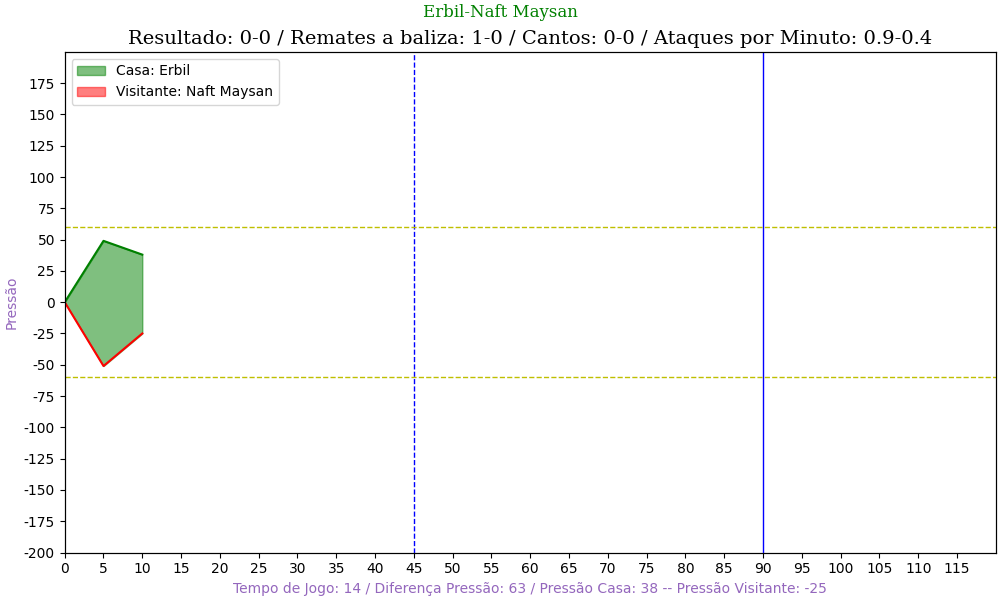 Erbil-Naft Maysan
Resultado: 0-0 / Remates a baliza: 1-0 / Cantos: 0-0 / Ataques por Minuto: 0.9-0.4
Casa: Erbil
Visitante: Naft Maysan
Pressão
175
150
125
100
75
50
25
0
-25
-50
-75
-100
-125
-150
-175
-200
0 5 10 15 20 25 30 35 40 45 50 55 60 65 70 75 80 85 90 95 100 105 110 115
Tempo de Jogo: 14 / Diferença Pressão: 63 / Pressão Casa: 38 -- Pressão Visitante: -25